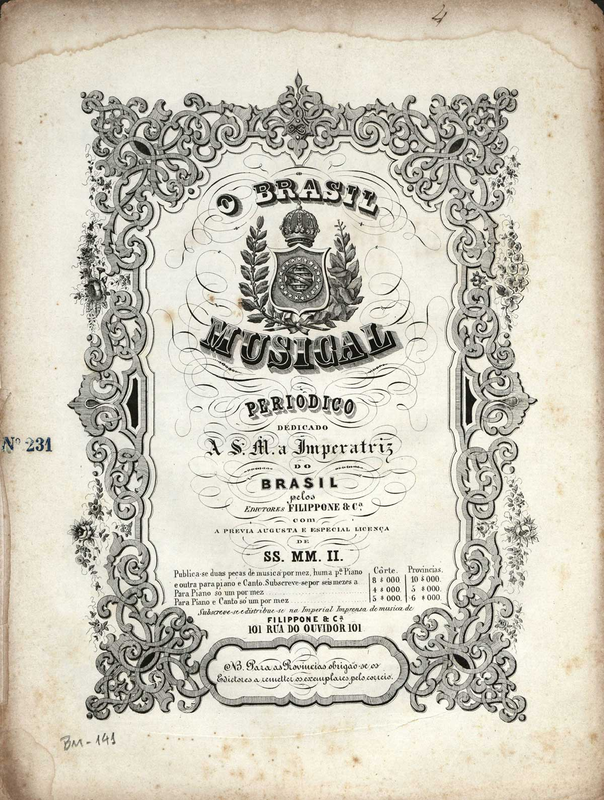 4
O BRASIL
MUSICAL
PERIODICO
DEDICADO
A S. M. a Imperatriz
DO
BRASIL
pelos
EDICTORES FILIPPONE & Cª
com
A PREVIA AUGUSTA E ESPECIAL LICENÇA
DE
SS. MM. II.
Nº 231
Publica-se duas peças de musica por mez, huma pª Piano
e outra para piano e Canto. Subscreve-se por seis mezes a
Para Piano só um por mez
Para Piano e Canto só um por mez
Côrte. Provincias.
8 $ 000. 10 $ 000.
4 $ 000. 5 $ 000.
5 $ 000. 6 $ 000.
Subscreve-se e distribue-se na Imperial Imprensa de musica de
FILIPPONE & Cª
101 RUA DO OUVIDOR 101
NB. Para as Provincias obrigão-se os
Edictores a remetter os exemplares pelo correio.
BM-141